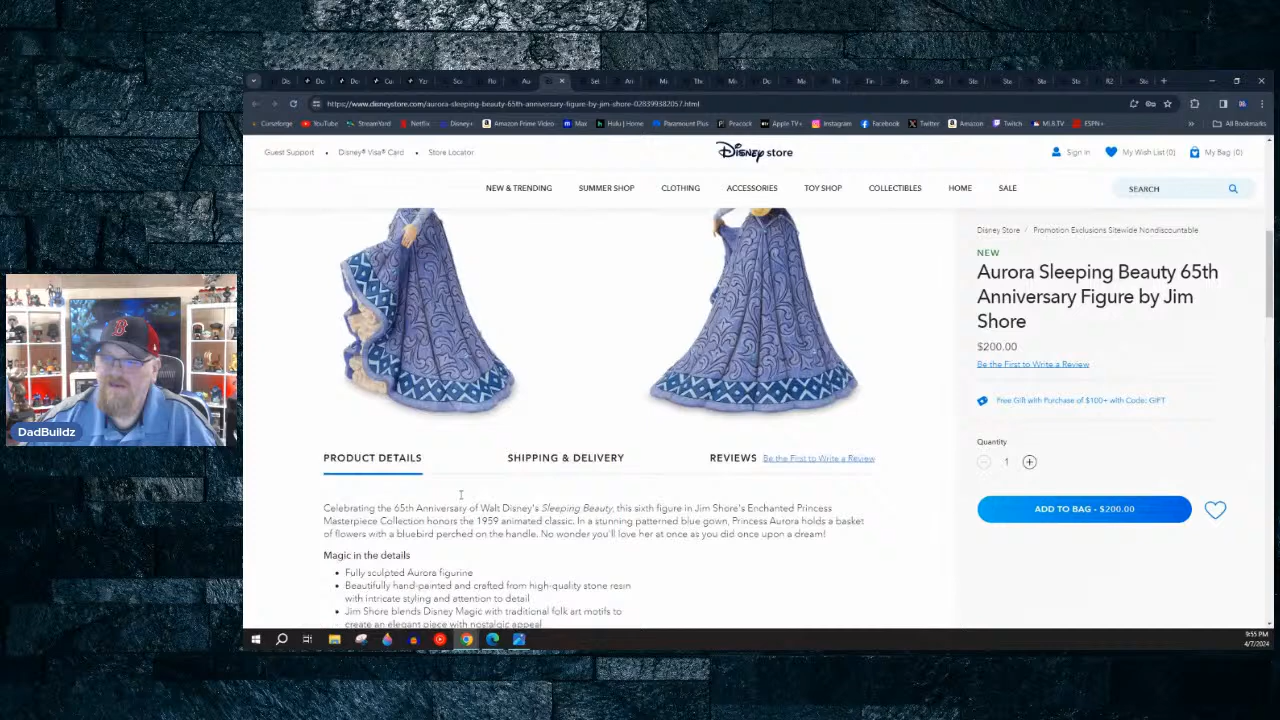 https://www.disneystore.com/aurora-sleeping-beauty-65th-anniversary-figure-by-jim-shore-028399382057.html
Curseforge YouTube StreamYard Netflix Disney+ Amazon Prime Video Max Hulu | Home Paramount Plus Peacock Apple TV+ Instagram Facebook Twitter Amazon Twitch MLB.TV ESPN+ All Bookmarks
Guest Support • Disney® Visa® Card • Store Locator
Disney store
Sign in My Wish List (0) My Bag (0)
NEW & TRENDING SUMMER SHOP CLOTHING ACCESSORIES TOY SHOP COLLECTIBLES HOME SALE
SEARCH
Disney Store / Promotion Exclusions Sitewide Nondiscountable
NEW
Aurora Sleeping Beauty 65th
Anniversary Figure by Jim
Shore
$200.00
Be the First to Write a Review
Free Gift with Purchase of $100+ with Code: GIFT
Quantity
1
ADD TO BAG - $200.00
PRODUCT DETAILS SHIPPING & DELIVERY REVIEWS Be the First to Write a Review
Celebrating the 65th Anniversary of Walt Disney's Sleeping Beauty, this sixth figure in Jim Shore's Enchanted Princess
Masterpiece Collection honors the 1959 animated classic. In a stunning patterned blue gown, Princess Aurora holds a basket
of flowers with a bluebird perched on the handle. No wonder you'll love her at once as you did once upon a dream!
Magic in the details
• Fully sculpted Aurora figurine
• Beautifully hand-painted and crafted from high-quality stone resin
with intricate styling and attention to detail
• Jim Shore blends Disney Magic with traditional folk art motifs to
create an elegant piece with nostalgic appeal
DadBuildz
9:55 PM
4/7/2024